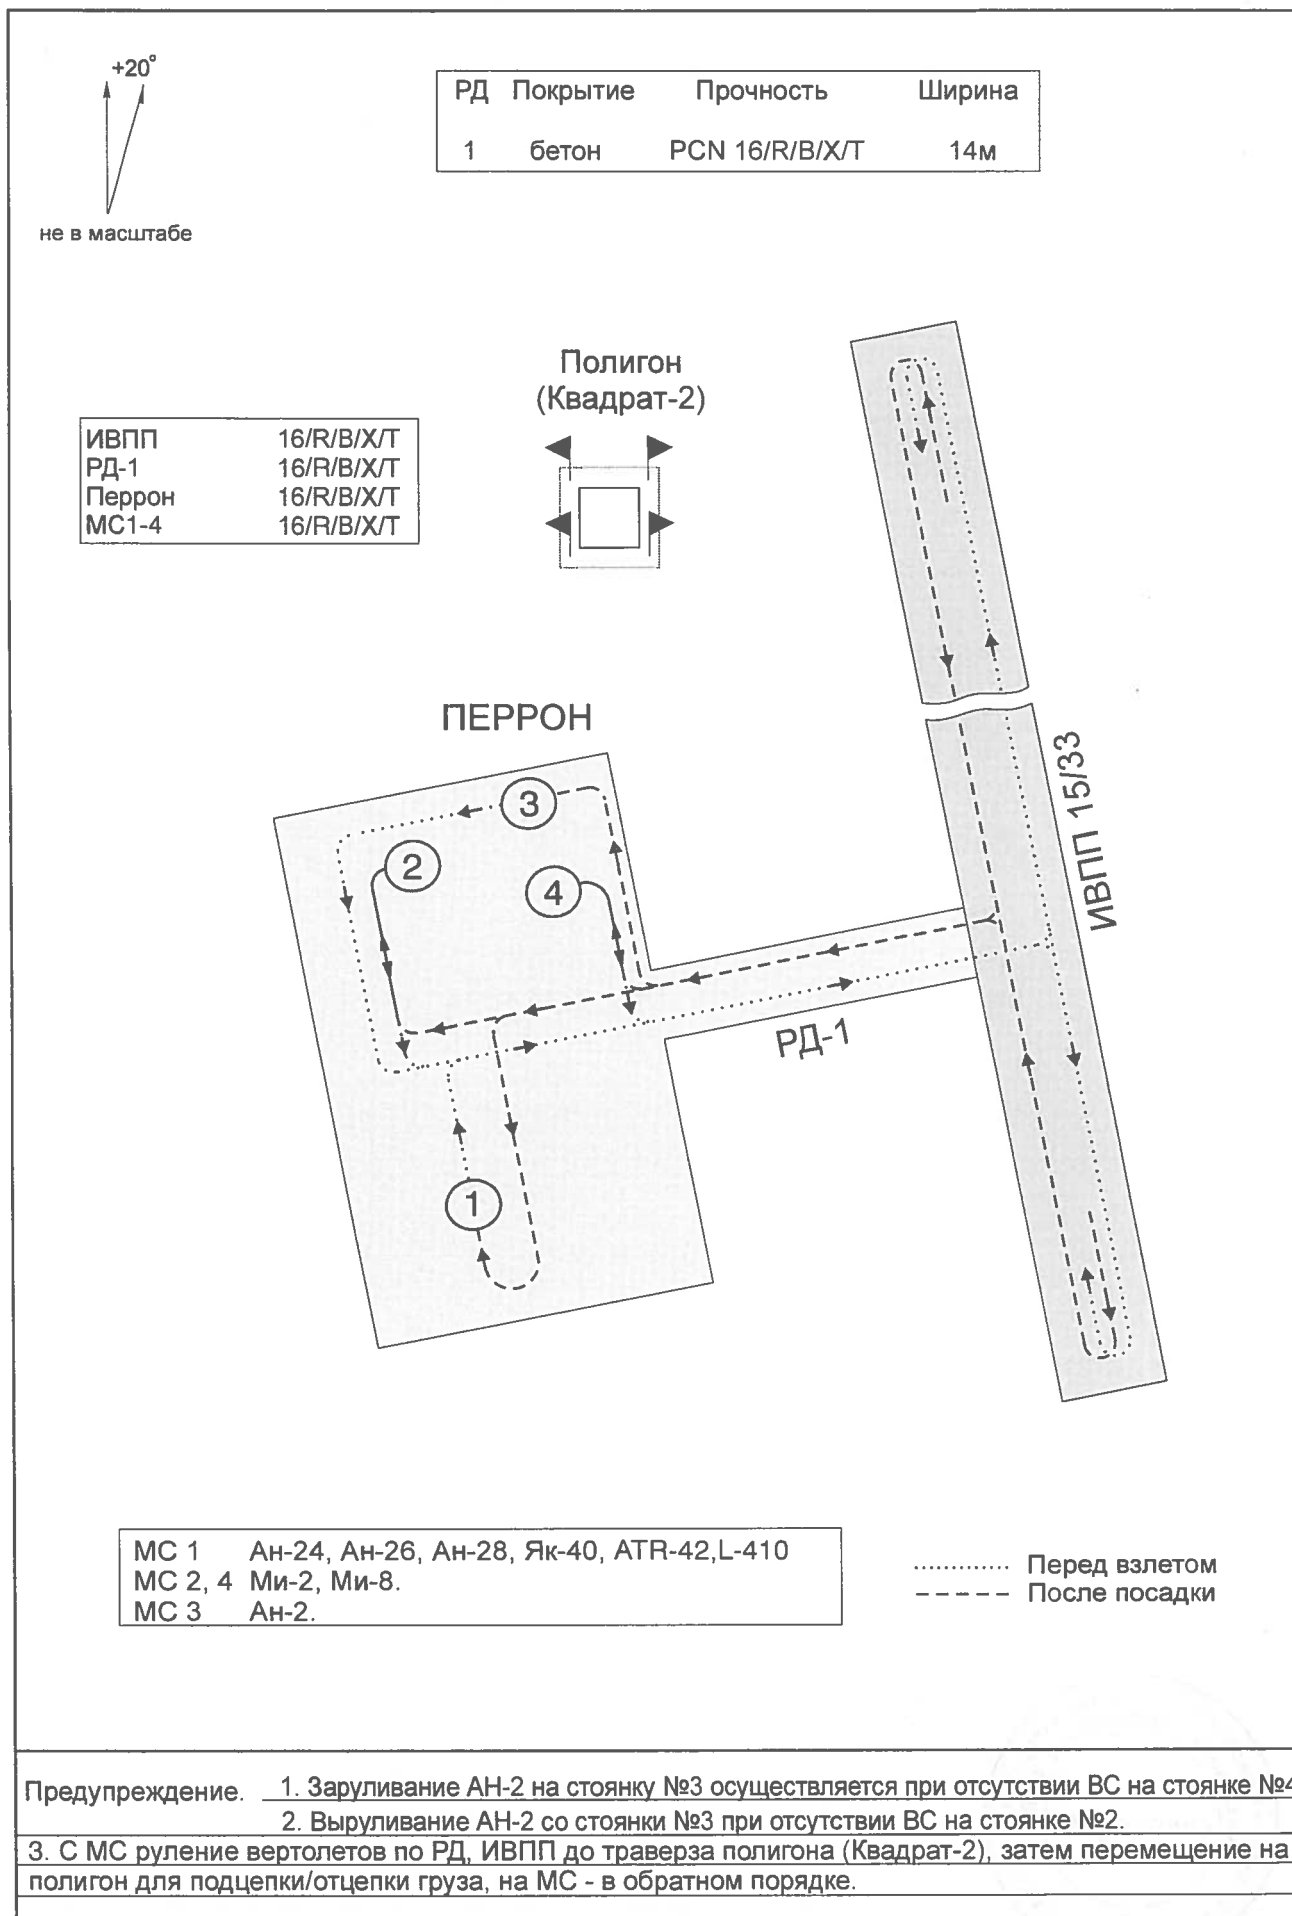 +20°
не в масштабе
РД Покрытие Прочность Ширина
1 бетон PCN 16/R/B/X/T 14м
Полигон
(Квадрат-2)
ИВПП 16/R/B/X/T
РД-1 16/R/B/X/T
Перрон 16/R/B/X/T
МС1-4 16/R/B/X/T
ПЕРРОН
3
2
4
1
РД-1
ИВПП 15/33
МС 1 Ан-24, Ан-26, Ан-28, Як-40, ATR-42,L-410
МС 2, 4 Ми-2, Ми-8.
МС 3 Ан-2.
Перед взлетом
После посадки
Предупреждение. 1. Заруливание АН-2 на стоянку №3 осуществляется при отсутствии ВС на стоянке №4
2. Выруливание АН-2 со стоянки №3 при отсутствии ВС на стоянке №2.
3. С МС руление вертолетов по РД, ИВПП до траверза полигона (Квадрат-2), затем перемещение на
полигон для подцепки/отцепки груза, на МС - в обратном порядке.